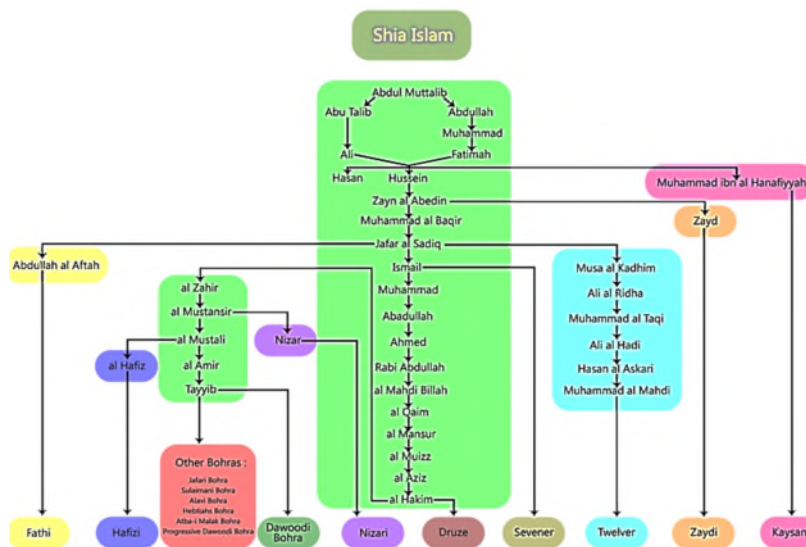 Shia Islam
Abdul Muttalib
Abu Talib
Abdullah
Muhammad
Ali
Fatimah
Hasan
Hussein
Muhammad ibn al Hanafiyyah
Zayn al Abedin
Muhammad al Baqir
Zayd
Jafar al Sadiq
Abdullah al Aftah
Ismail
Musa al Kadhim
al Zahir
Muhammad
Ali al Ridha
al Mustansir
Abadullah
Muhammad al Taqi
al Mustali
Nizar
Ahmed
Ali al Hadi
al Hafiz
al Amir
Rabi Abdullah
Hasan al Askari
Tayyib
al Mahdi Billah
Muhammad al Mahdi
al Qaim
al Mansur
al Muizz
al Aziz
al Hakim
Other Bohras :
Jafari Bohra
Suleimani Bohra
Alavi Bohra
Hebtiahs Bohra
Atba-i Malak Bohra
Progressive Dawoodi Bohra
Fathi
Hafizi
Dawoodi
Bohra
Nizari
Druze
Sevener
Twelver
Zaydi
Kaysan